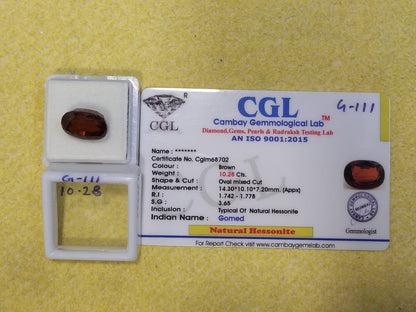 R
CGL
CGL™
Cambay Gemmological Lab
Diamond, Gems, Pearls & Rudraksh Testing Lab
AN ISO 9001:2015
G-111
Name : *******
Certificate No. Cglm68702
Colour : Brown
Weight : 10.28 Cts.
Shape & Cut : Oval mixed Cut
Measurement : 14.30*10.10*7.20mm. (Appx)
R.I : 1.742 - 1.778
S.G : 3.65
Inclusion : Typical Of Natural Hessonite
Indian Name : Gomed
Gemmologist
Natural Hessonite
For Report Check Visit - www.cambaygemlab.com
G-111
10.28